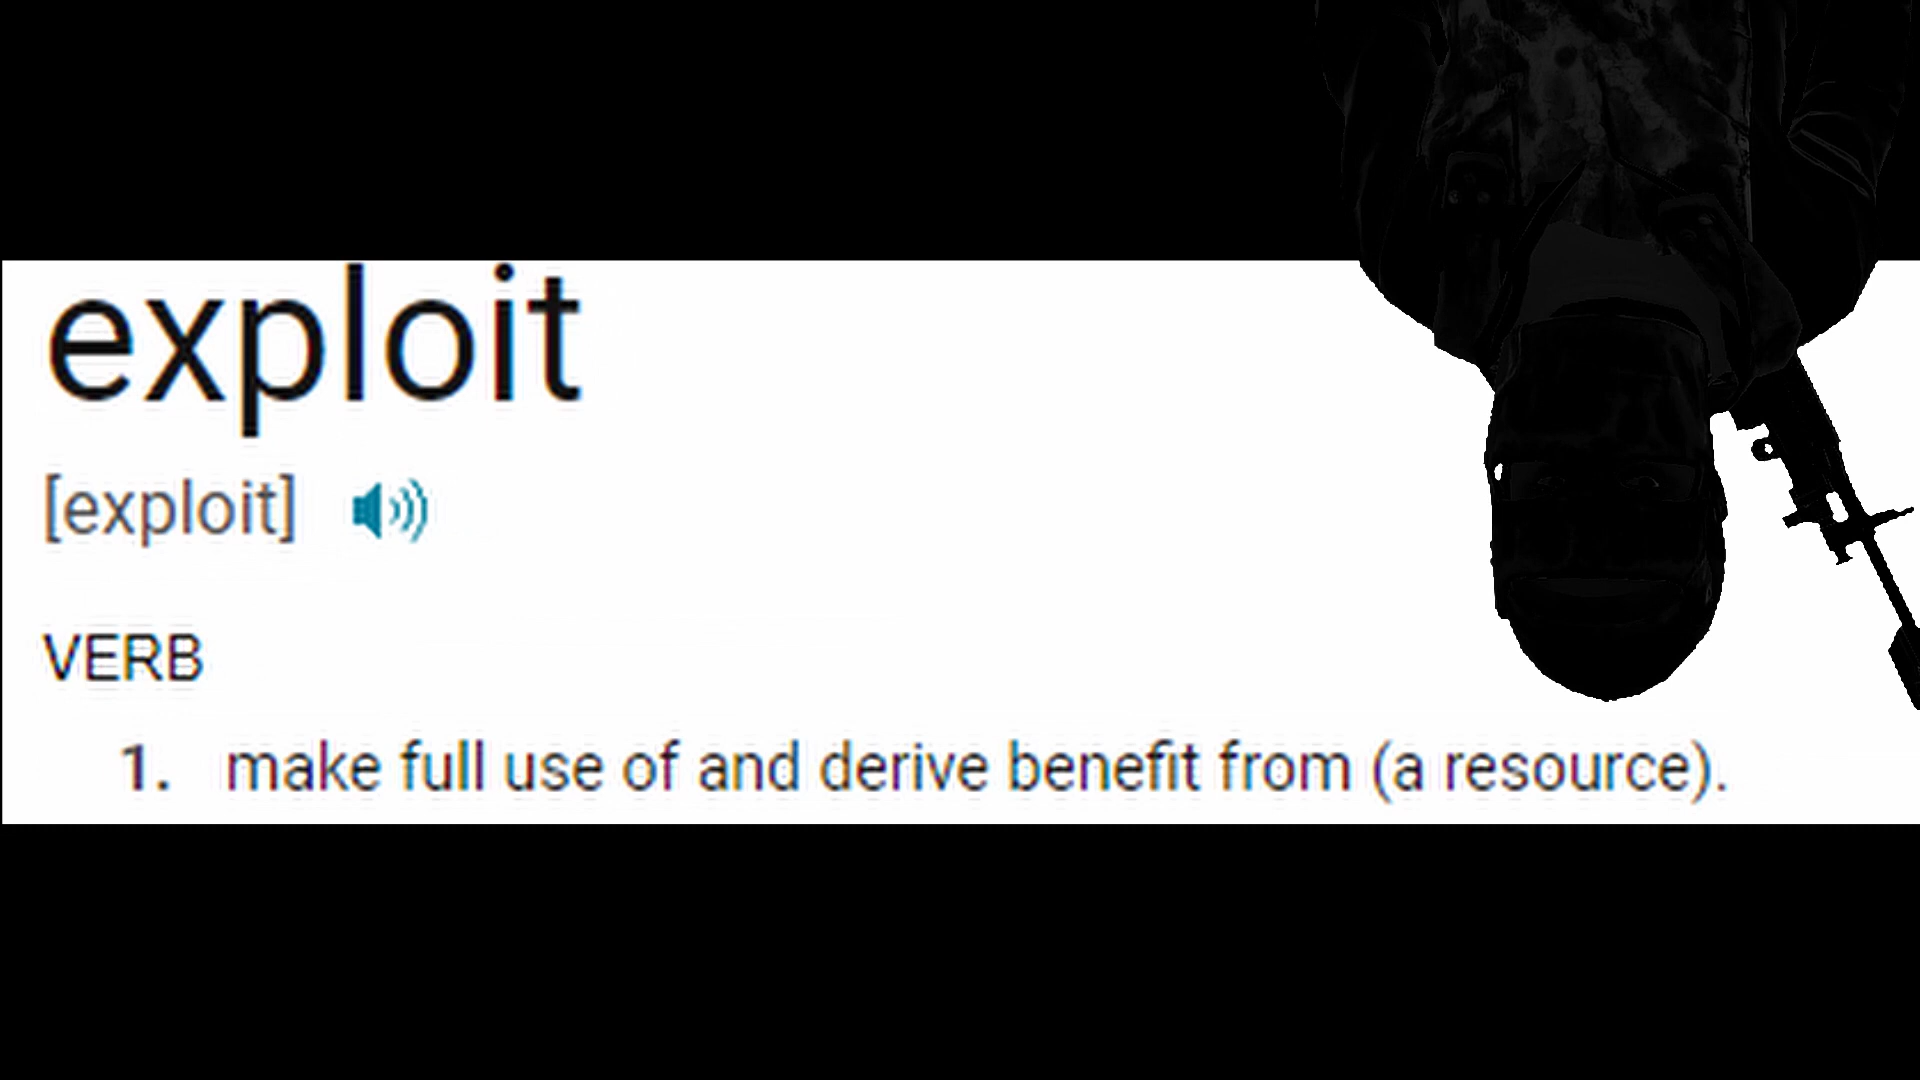 exploit
[exploit]
VERB
1. make full use of and derive benefit from (a resource).